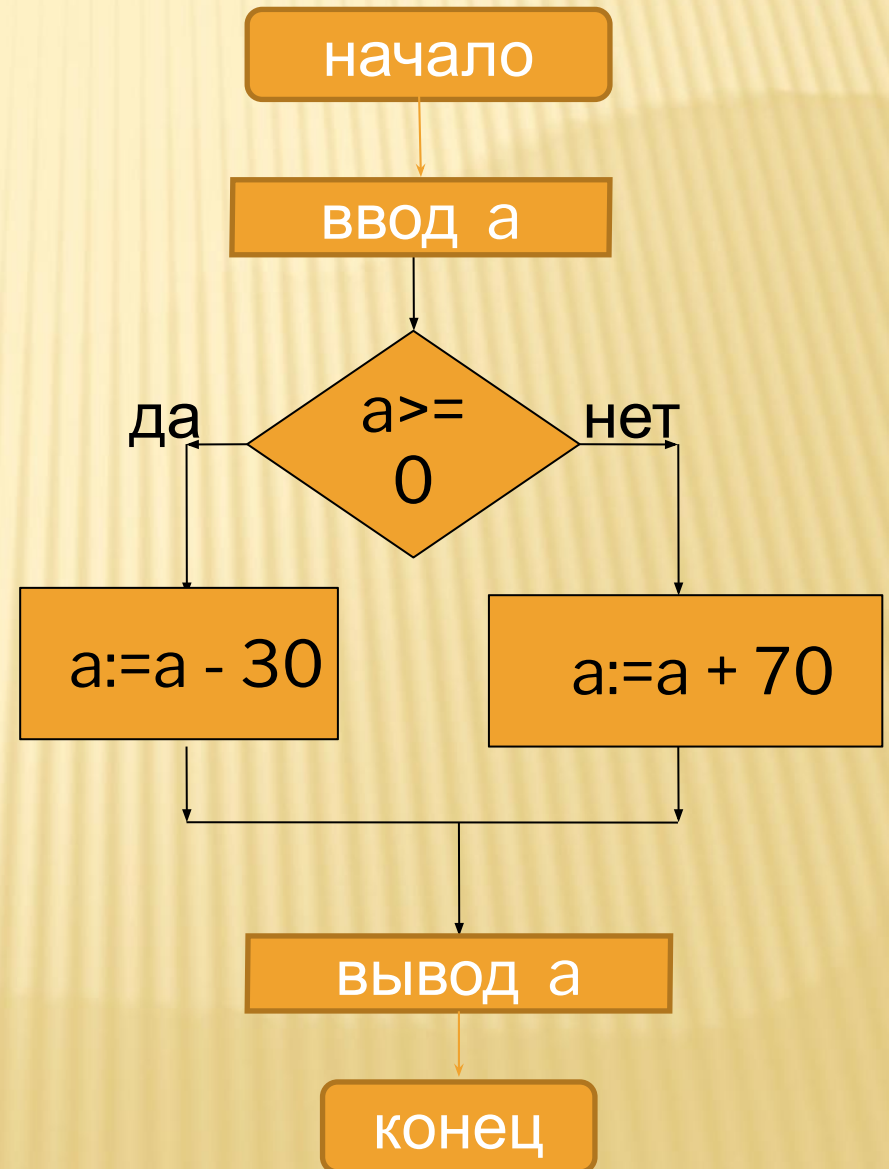 начало
ввод a
да
a>=
0
нет
a:=a - 30
a:=a + 70
вывод a
конец